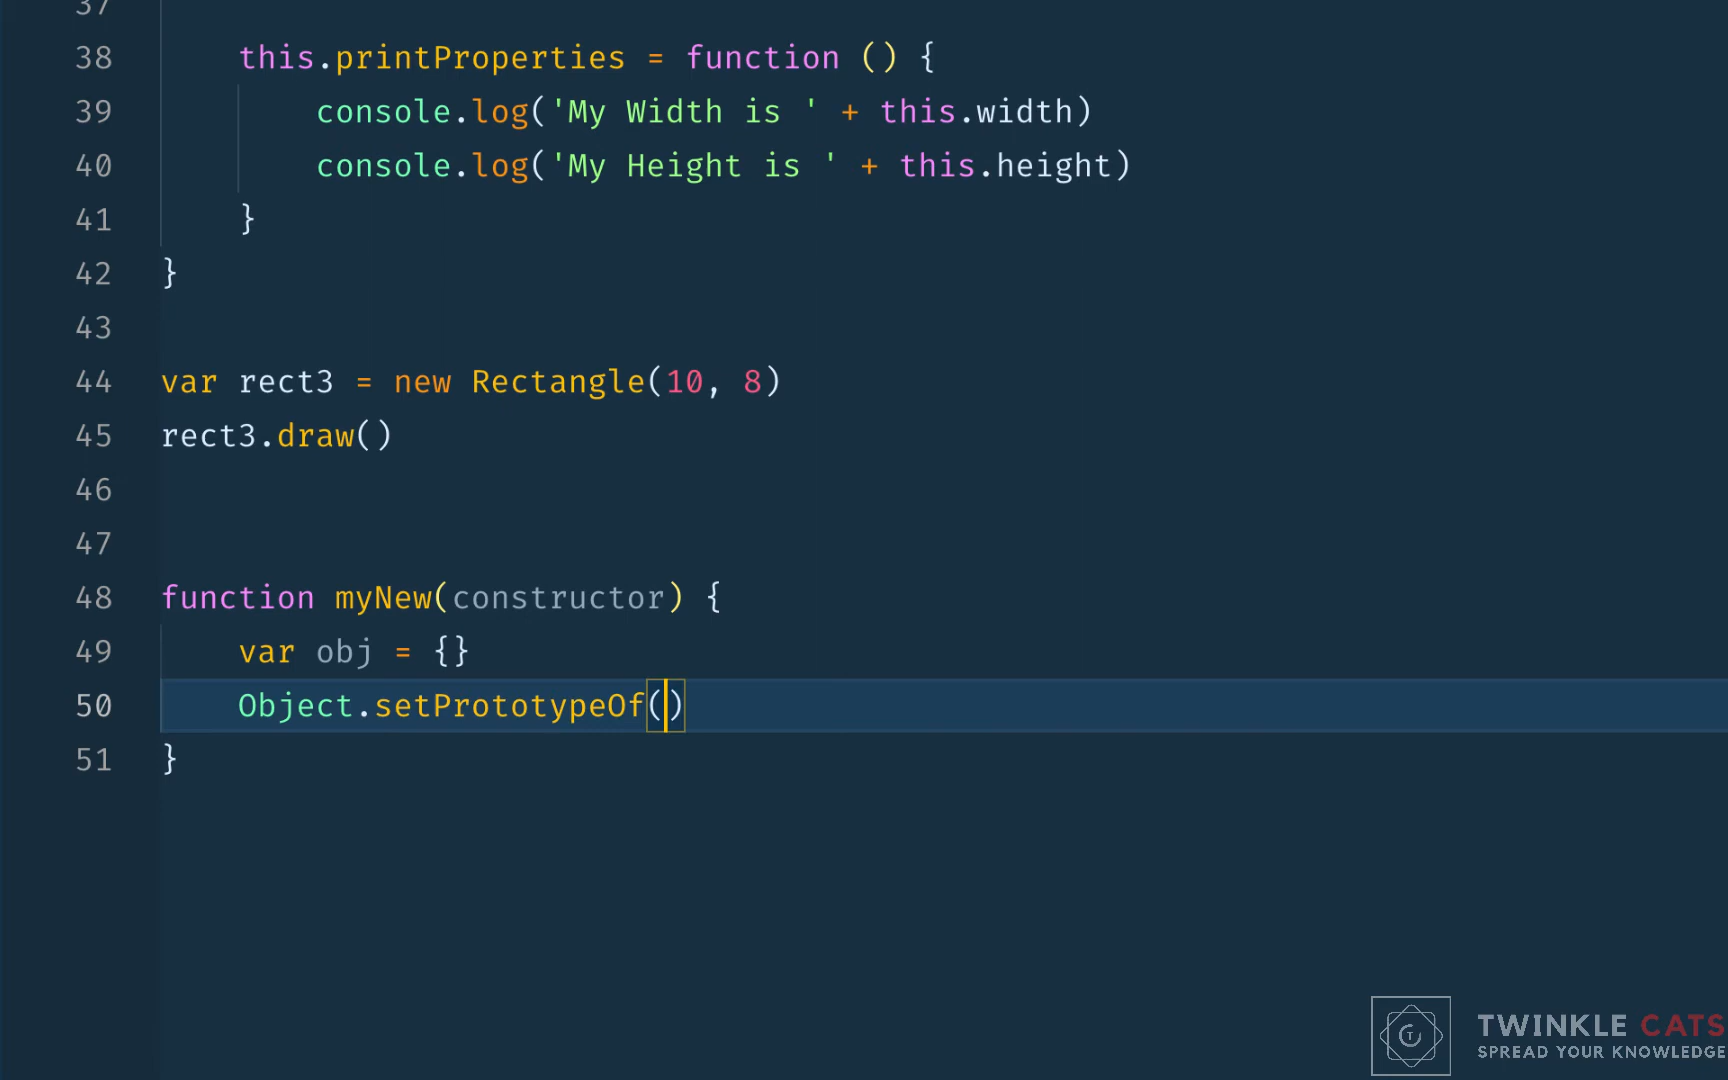 37
38 this.printProperties = function () {
39 console.log('My Width is ' + this.width)
40 console.log('My Height is ' + this.height)
41 }
42 }
43
44 var rect3 = new Rectangle(10, 8)
45 rect3.draw()
46
47
48 function myNew(constructor) {
49 var obj = {}
50 Object.setPrototypeOf()
51 }
TWINKLE CATS
SPREAD YOUR KNOWLEDGE